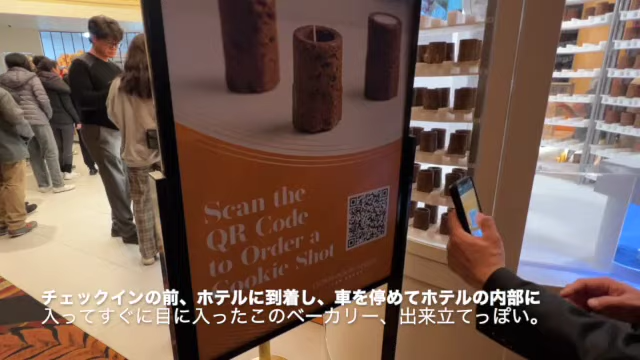 Scan the
QR Code
to Order a
Cookie Shot
チェックインの前、ホテルに到着し、車を停めてホテルの内部に
入ってすぐに目に入ったこのベーカリー、出来立てっぽい。